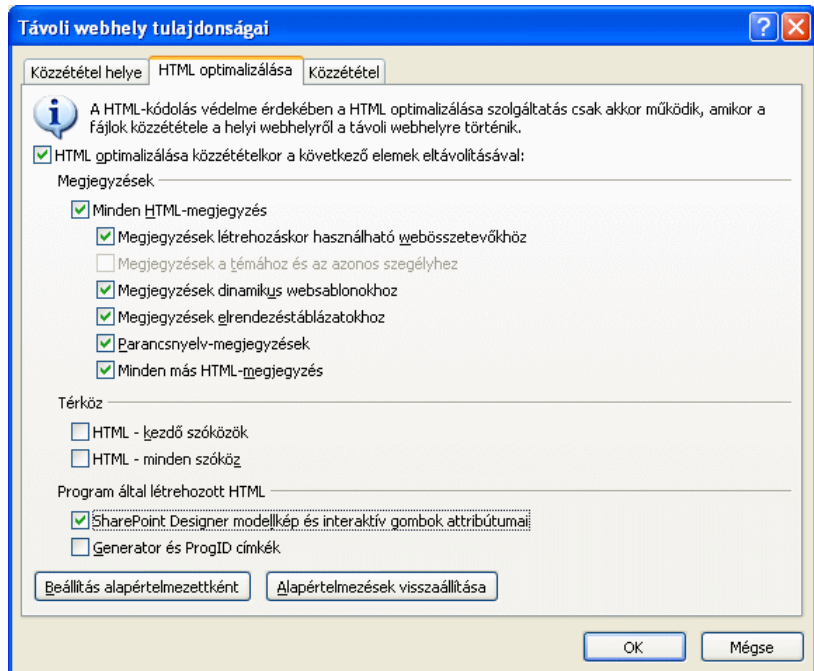 Távoli webhely tulajdonságai
Közzététel helye HTML optimalizálása Közzététel
A HTML-kódolás védelme érdekében a HTML optimalizálása szolgáltatás csak akkor működik, amikor a
fájlok közzététele a helyi webhelyről a távoli webhelyre történik.
HTML optimalizálása közzétételkor a következő elemek eltávolításával:
Megjegyzések
Minden HTML-megjegyzés
Megjegyzések létrehozáskor használható webösszetevőkhöz
Megjegyzések a témához és az azonos szegélyhez
Megjegyzések dinamikus websablonokhoz
Megjegyzések elrendezéstáblázatokhoz
Parancsnyelv-megjegyzések
Minden más HTML-megjegyzés
Térköz
HTML - kezdő szóközök
HTML - minden szóköz
Program által létrehozott HTML
SharePoint Designer modellkép és interaktív gombok attribútumai
Generator és ProgID címkék
Beállítás alapértelmezettként Alapértelmezések visszaállítása
OK Mégse